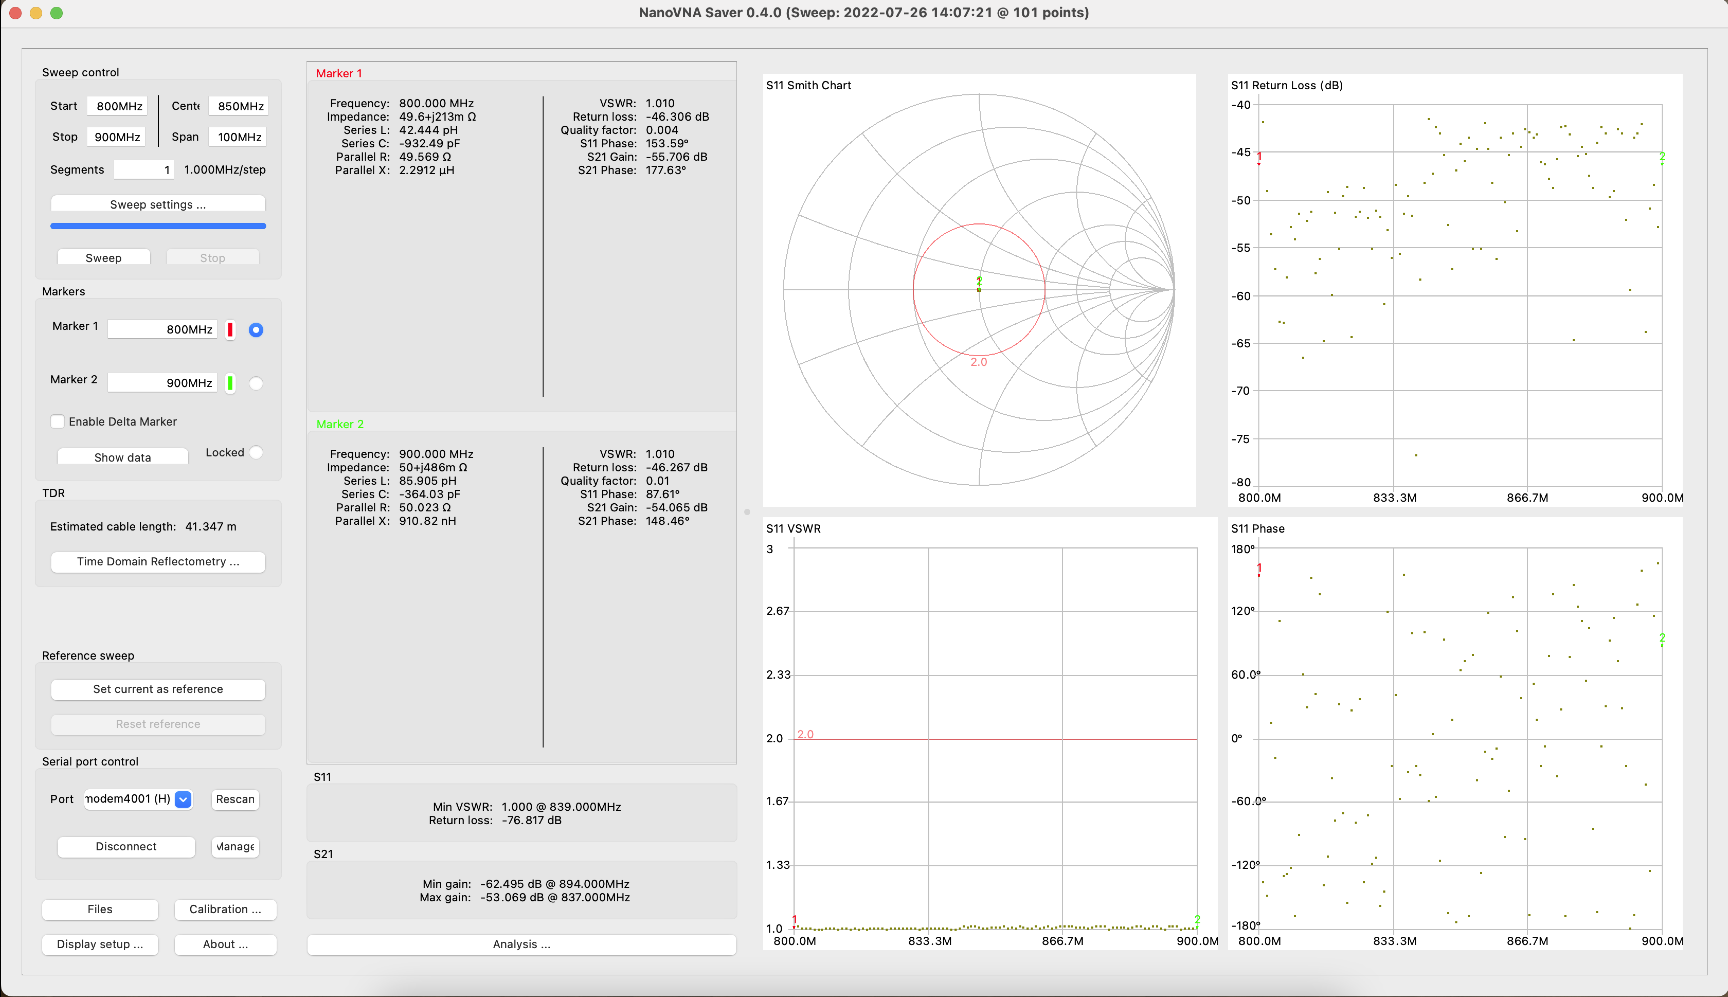 NanoVNA Saver 0.4.0 (Sweep: 2022-07-26 14:07:21 @ 101 points)
Sweep control
Start 800MHz Cente 850MHz
Stop 900MHz Span 100MHz
Segments 1 1.000MHz/step
Sweep settings ...
Sweep Stop
Markers
Marker 1 800MHz
Marker 2 900MHz
Enable Delta Marker
Show data Locked
TDR
Estimated cable length: 41.347 m
Time Domain Reflectometry ...
Reference sweep
Set current as reference
Reset reference
Serial port control
Port modem4001 (H) Rescan
Disconnect Manage
Files Calibration ...
Display setup ... About ...
Marker 1
Frequency: 800.000 MHz
Impedance: 49.6+j213m Ω
Series L: 42.444 pH
Series C: -932.49 pF
Parallel R: 49.569 Ω
Parallel X: 2.2912 µH
VSWR: 1.010
Return loss: -46.306 dB
Quality factor: 0.004
S11 Phase: 153.59°
S21 Gain: -55.706 dB
S21 Phase: 177.63°
Marker 2
Frequency: 900.000 MHz
Impedance: 50+j486m Ω
Series L: 85.905 pH
Series C: -364.03 pF
Parallel R: 50.023 Ω
Parallel X: 910.82 nH
VSWR: 1.010
Return loss: -46.267 dB
Quality factor: 0.01
S11 Phase: 87.61°
S21 Gain: -54.065 dB
S21 Phase: 148.46°
S11
Min VSWR: 1.000 @ 839.000MHz
Return loss: -76.817 dB
S21
Min gain: -62.495 dB @ 894.000MHz
Max gain: -53.069 dB @ 837.000MHz
Analysis ...
S11 Smith Chart
2
2.0
S11 Return Loss (dB)
-40
-45
-50
-55
-60
-65
-70
-75
-80
1
2
800.0M 833.3M 866.7M 900.0M
S11 VSWR
3
2.67
2.33
2.0
2.0
1.67
1.33
1.0
1
2
800.0M 833.3M 866.7M 900.0M
S11 Phase
180°
120°
60.0°
0°
-60.0°
-120°
-180°
1
2
800.0M 833.3M 866.7M 900.0M